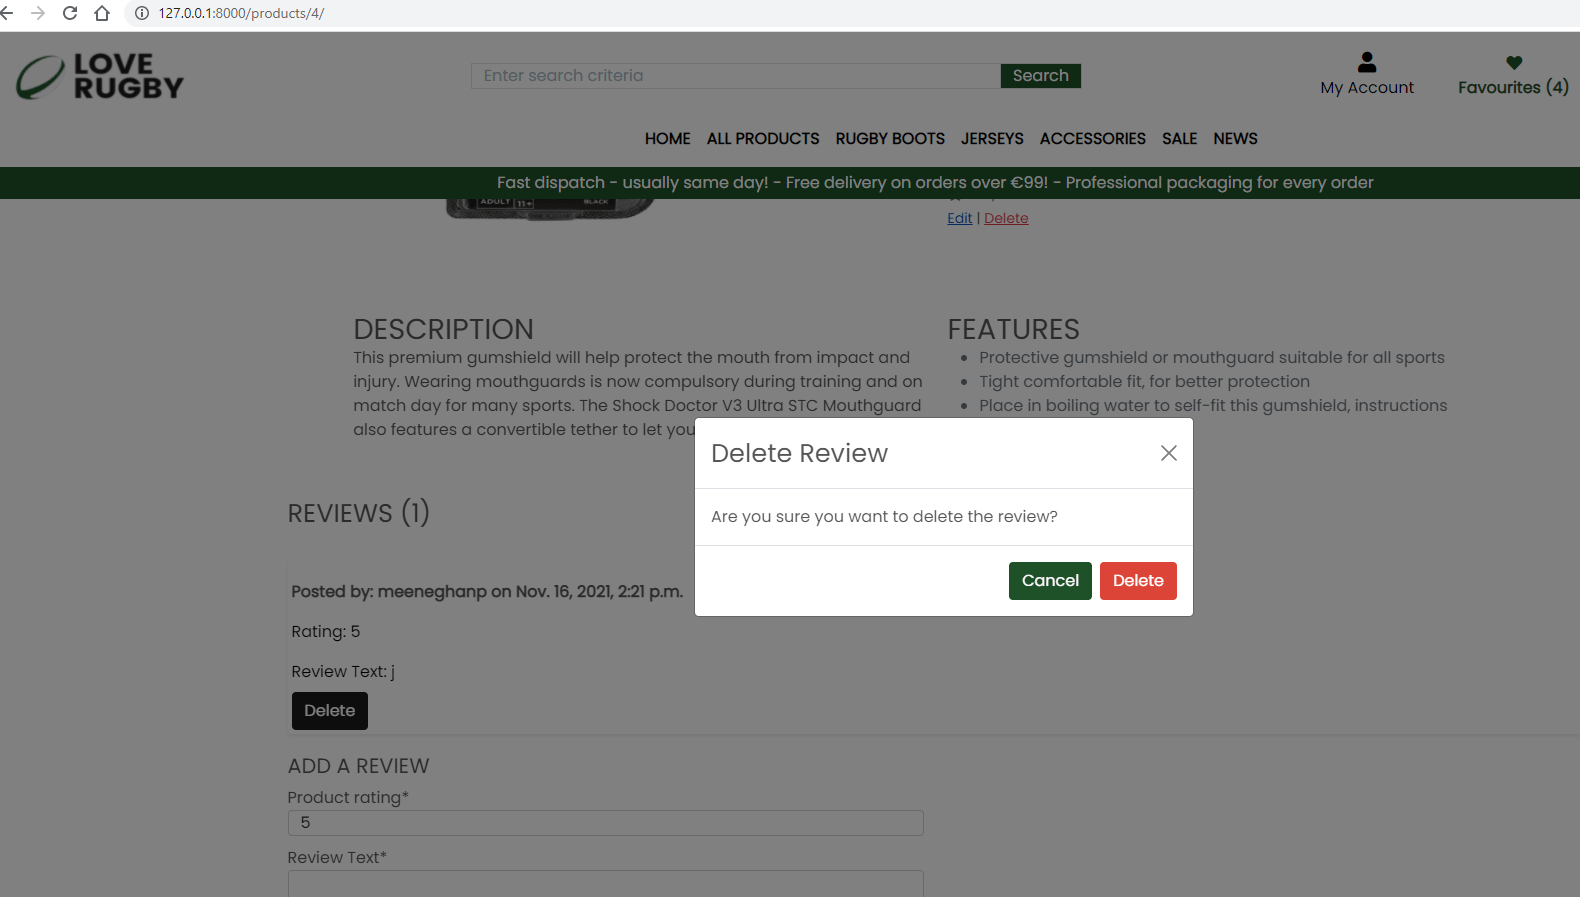 127.0.0.1:8000/products/4/
LOVE
RUGBY
Enter search criteria
Search
My Account
Favourites (4)
HOME ALL PRODUCTS RUGBY BOOTS JERSEYS ACCESSORIES SALE NEWS
Fast dispatch - usually same day! - Free delivery on orders over €99! - Professional packaging for every order
ADULT 11+ BLACK
Edit | Delete
DESCRIPTION
This premium gumshield will help protect the mouth from impact and
injury. Wearing mouthguards is now compulsory during training and on
match day for many sports. The Shock Doctor V3 Ultra STC Mouthguard
also features a convertible tether to let you
FEATURES
Protective gumshield or mouthguard suitable for all sports
Tight comfortable fit, for better protection
Place in boiling water to self-fit this gumshield, instructions
Delete Review
Are you sure you want to delete the review?
Cancel
Delete
REVIEWS (1)
Posted by: meeneghanp on Nov. 16, 2021, 2:21 p.m.
Rating: 5
Review Text: j
Delete
ADD A REVIEW
Product rating*
5
Review Text*